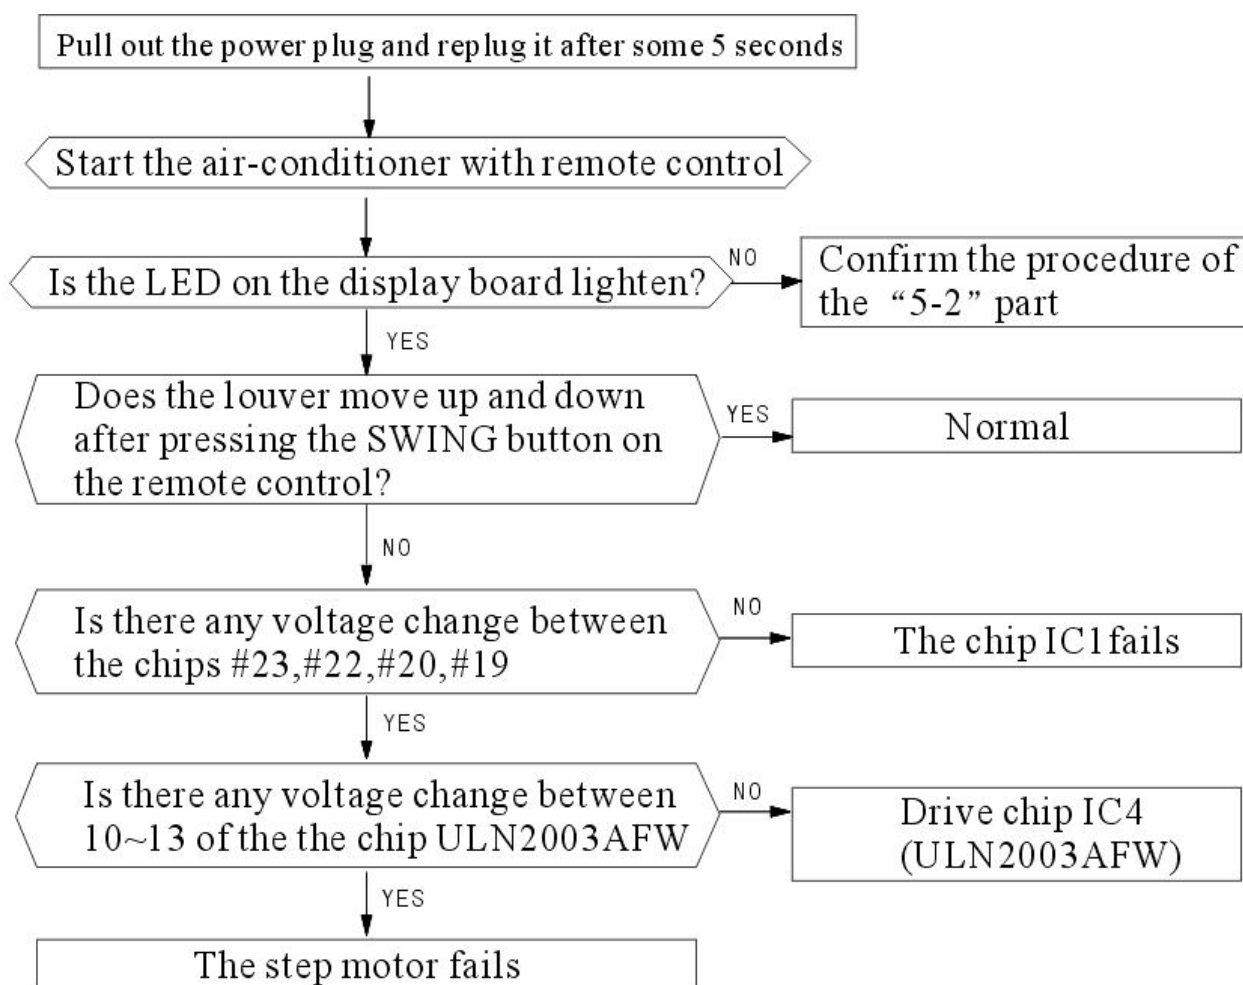 Pull out the power plug and replug it after some 5 seconds
Start the air-conditioner with remote control
Is the LED on the display board lighten?
NO
Confirm the procedure of
the “5-2” part
YES
Does the louver move up and down
after pressing the SWING button on
the remote control?
YES
Normal
NO
Is there any voltage change between
the chips #23,#22,#20,#19
NO
The chip IC1fails
YES
Is there any voltage change between
10~13 of the the chip ULN2003AFW
NO
Drive chip IC4
(ULN2003AFW)
YES
The step motor fails